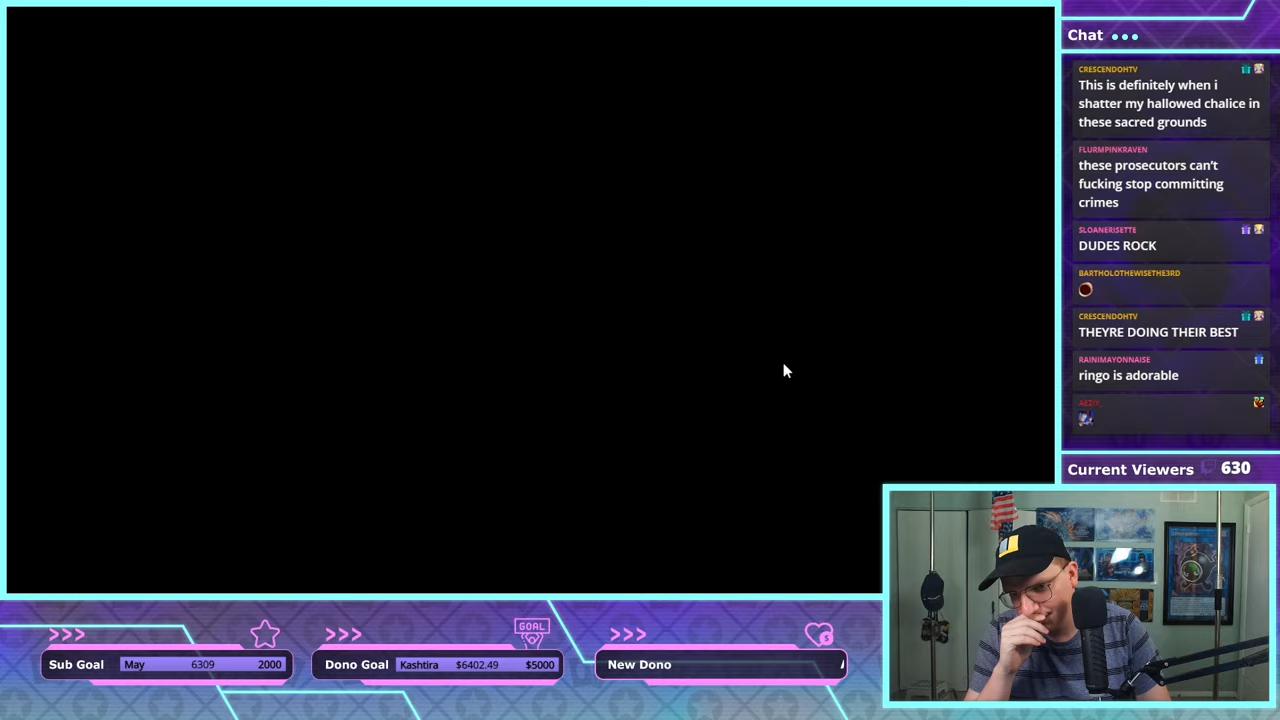 Chat
CRESCENDOHTV
This is definitely when i
shatter my hallowed chalice in
these sacred grounds
FLURMPINKRAVEN
these prosecutors can't
fucking stop committing
crimes
SLOANERISETTE
DUDES ROCK
BARTHOLOTHEWISETHE3RD
CRESCENDOHTV
THEYRE DOING THEIR BEST
RAINIMAYONNAISE
ringo is adorable
Current Viewers 630
GOAL
Sub Goal May 6309 2000
Dono Goal Kashtira $6402.49 $5000
New Dono